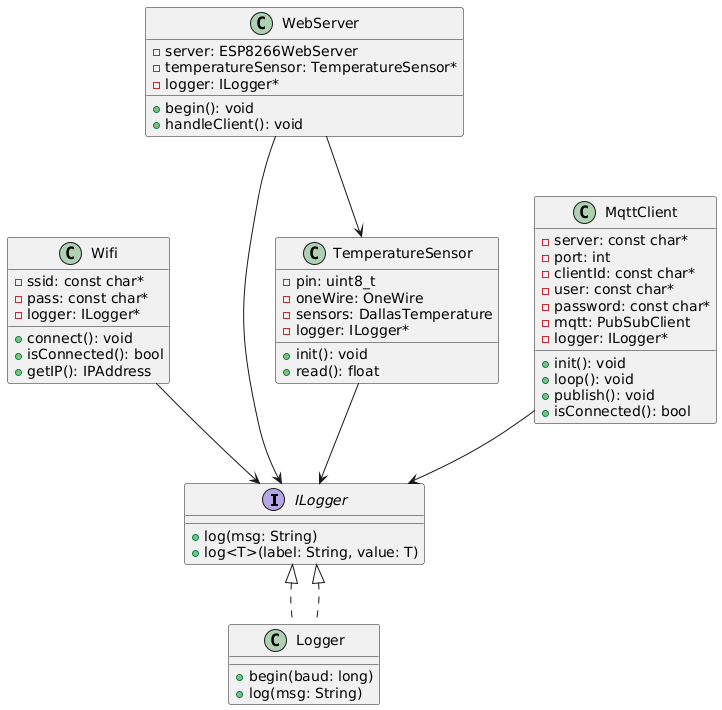 C WebServer
server: ESP8266WebServer
temperatureSensor: TemperatureSensor*
logger: ILogger*
begin(): void
handleClient(): void
C Wifi
ssid: const char*
pass: const char*
logger: ILogger*
connect(): void
isConnected(): bool
getIP(): IPAddress
C TemperatureSensor
pin: uint8_t
oneWire: OneWire
sensors: DallasTemperature
logger: ILogger*
init(): void
read(): float
C MqttClient
server: const char*
port: int
clientId: const char*
user: const char*
password: const char*
mqtt: PubSubClient
logger: ILogger*
init(): void
loop(): void
publish(): void
isConnected(): bool
I ILogger
log(msg: String)
log<T>(label: String, value: T)
C Logger
begin(baud: long)
log(msg: String)